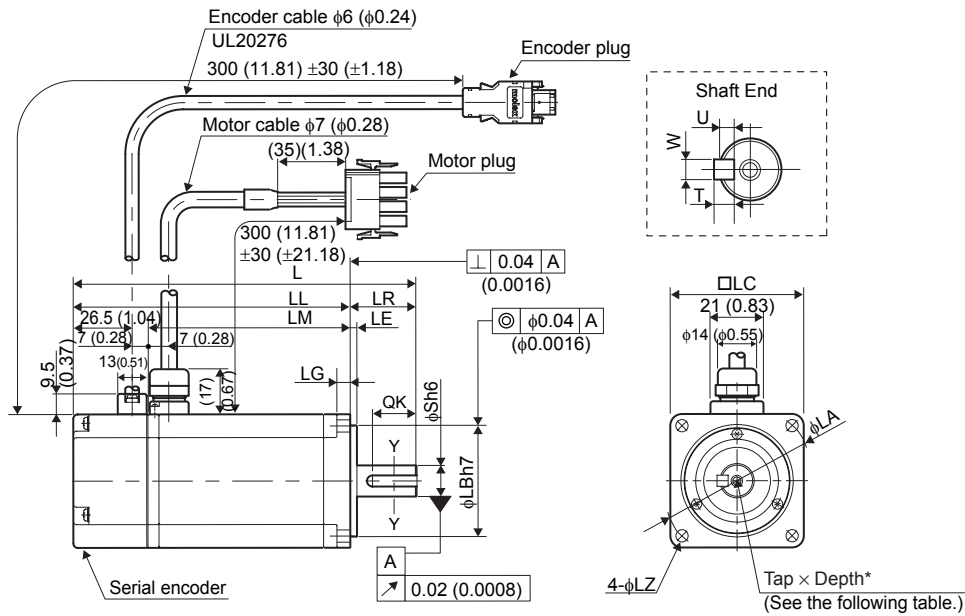 Encoder cable ϕ6 (ϕ0.24)
UL20276
300 (11.81) ±30 (±1.18)
Encoder plug
molex
Motor cable ϕ7 (ϕ0.28)
(35)(1.38)
Motor plug
300 (11.81)
±30 (±21.18)
Shaft End
U
W
T
L
⊥ 0.04 A
(0.0016)
LL
LR
26.5 (1.04)
LM
LE
7 (0.28)
7 (0.28)
13(0.51)
9.5
(0.37)
(17)
(0.67)
LG
QK
ϕSh6
◎ ϕ0.04 A
(ϕ0.0016)
Y
Y
ϕLBh7
A
↗ 0.02 (0.0008)
Serial encoder
□LC
21 (0.83)
ϕ14 (ϕ0.55)
ϕLA
4-ϕLZ
Tap × Depth*
(See the following table.)